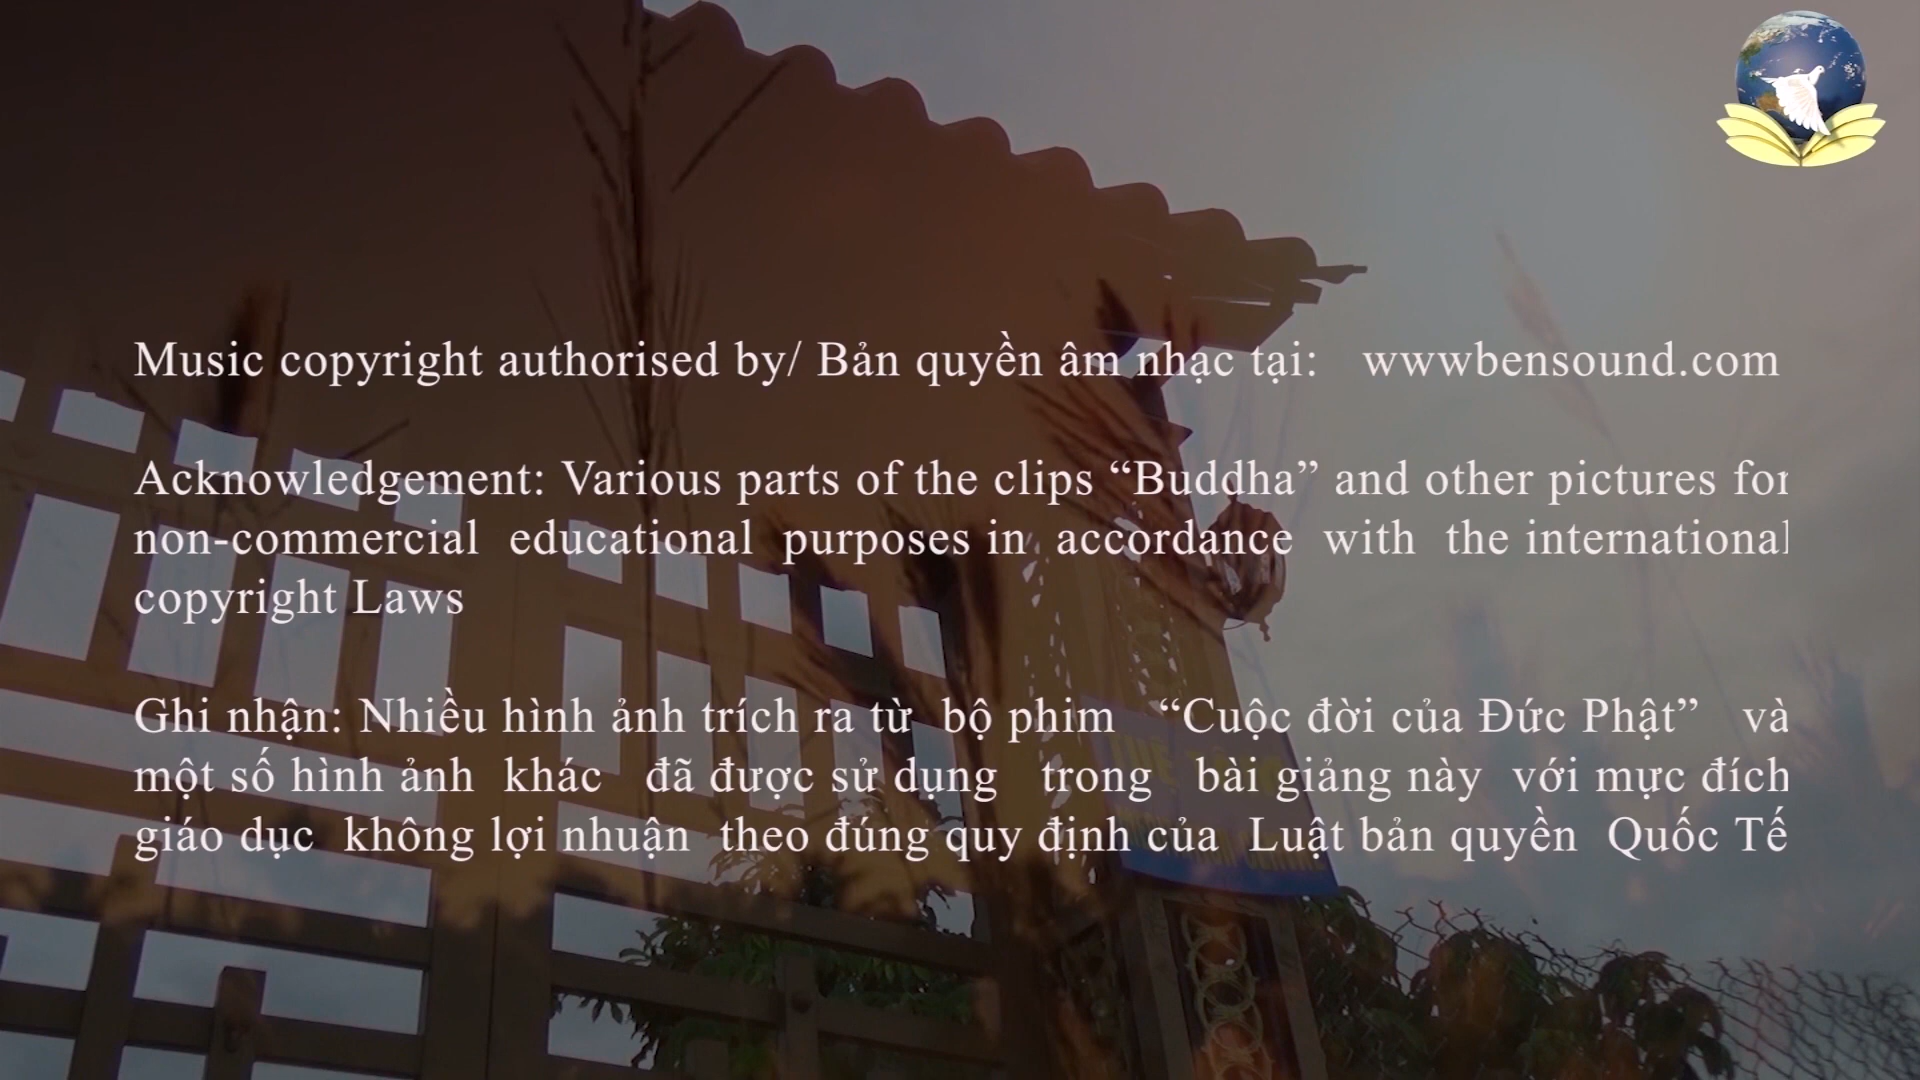 Music copyright authorised by/ Bản quyền âm nhạc tại: wwwbensound.com
Acknowledgement: Various parts of the clips “Buddha” and other pictures for
non-commercial educational purposes in accordance with the international
copyright Laws
Ghi nhận: Nhiều hình ảnh trích ra từ bộ phim “Cuộc đời của Đức Phật” và
một số hình ảnh khác đã được sử dụng trong bài giảng này với mực đích
giáo dục không lợi nhuận theo đúng quy định của Luật bản quyền Quốc Tế